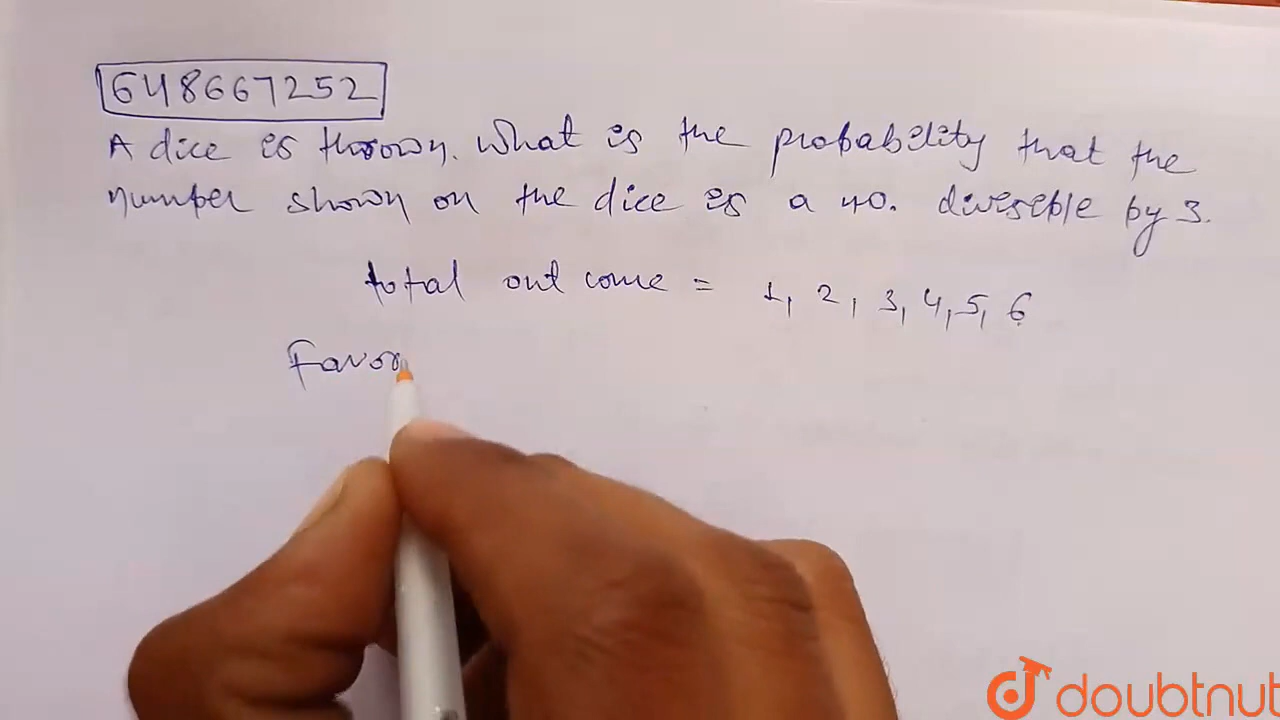 648667252
A dice is thrown. What is the probability that the
number shown on the dice is a no. divisible by 3.
total out come = 1, 2, 3, 4, 5, 6
Favor
doubtnut